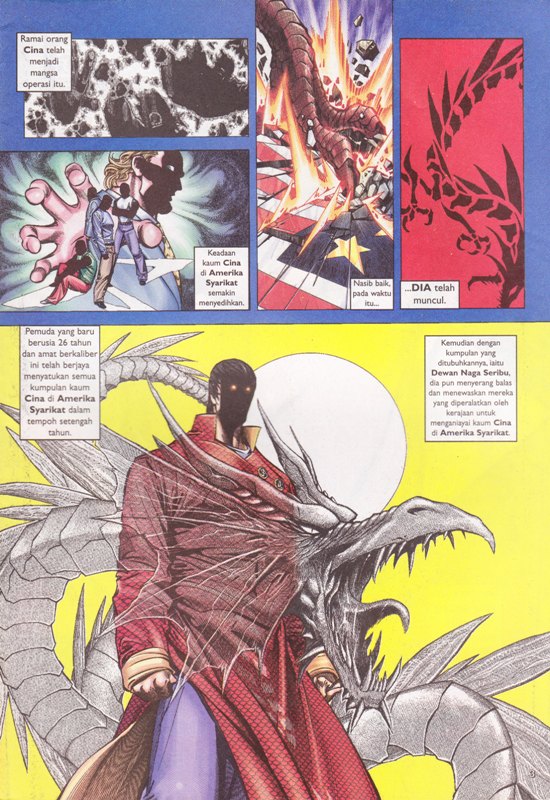 Ramai orang
Cina telah
menjadi
mangsa
operasi itu.
Keadaan
kaum Cina
di Amerika
Syarikat
semakin
menyedihkan.
Nasib baik,
pada waktu
itu...
...DIA telah
muncul.
Pemuda yang baru
berusia 26 tahun
dan amat berkaliber
ini telah berjaya
menyatukan semua
kumpulan kaum
Cina di Amerika
Syarikat dalam
tempoh setengah
tahun.
Kemudian dengan
kumpulan yang
ditubuhkannya, iaitu
Dewan Naga Seribu,
dia pun menyerang balas
dan menewaskan mereka
yang diperalatkan oleh
kerajaan untuk
menganiayai kaum Cina
di Amerika Syarikat.
3